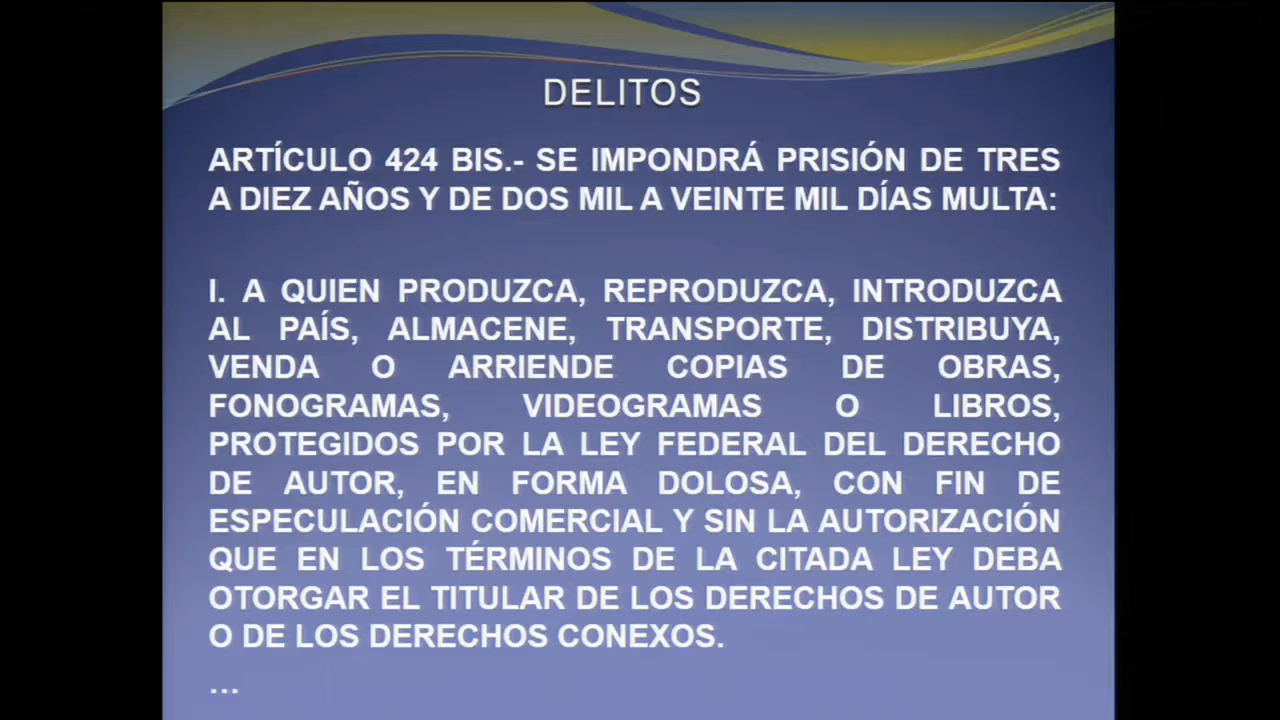 DELITOS
ARTÍCULO 424 BIS.- SE IMPONDRÁ PRISIÓN DE TRES
A DIEZ AÑOS Y DE DOS MIL A VEINTE MIL DÍAS MULTA:
I. A QUIEN PRODUZCA, REPRODUZCA, INTRODUZCA
AL PAÍS, ALMACENE, TRANSPORTE, DISTRIBUYA,
VENDA O ARRIENDE COPIAS DE OBRAS,
FONOGRAMAS, VIDEOGRAMAS O LIBROS,
PROTEGIDOS POR LA LEY FEDERAL DEL DERECHO
DE AUTOR, EN FORMA DOLOSA, CON FIN DE
ESPECULACIÓN COMERCIAL Y SIN LA AUTORIZACIÓN
QUE EN LOS TÉRMINOS DE LA CITADA LEY DEBA
OTORGAR EL TITULAR DE LOS DERECHOS DE AUTOR
O DE LOS DERECHOS CONEXOS.
...